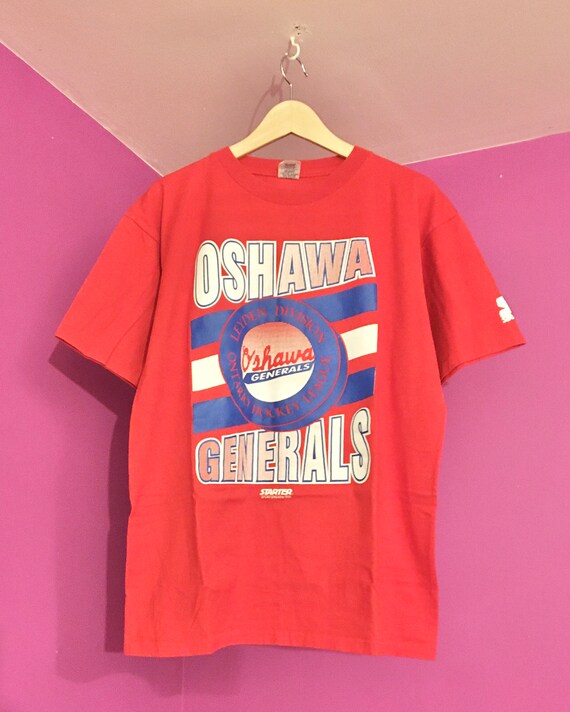 OSHAWA
LEYDEN DIVISION
Oshawa
GENERALS
ONTARIO HOCKEY LEAGUE
GENERALS
STARTER